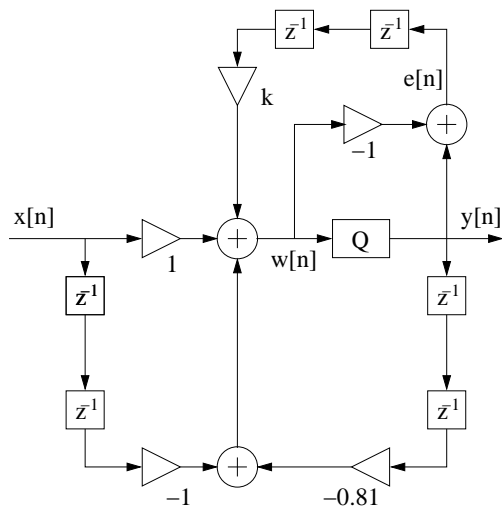 z⁻¹ z⁻¹
e[n]
k
−1
x[n] y[n]
+
+ w[n] Q
1
z⁻¹ z⁻¹
z⁻¹ z⁻¹
+
−1 −0.81